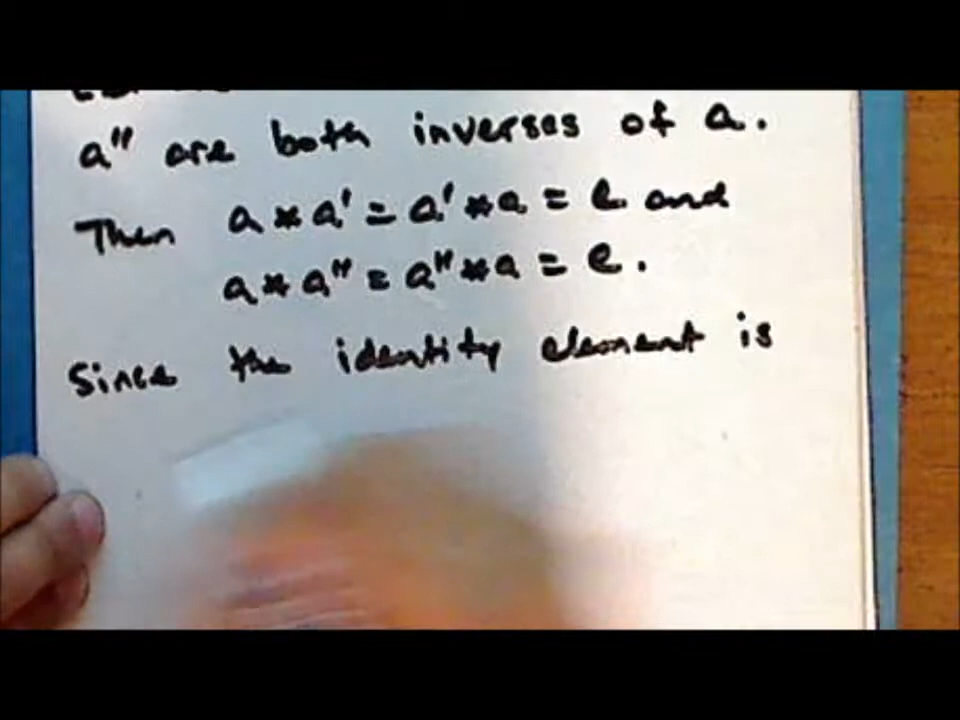 a" are both inverses of a.
Then a * a' = a' * a = e and
a * a" = a" * a = e.
Since the identity element is